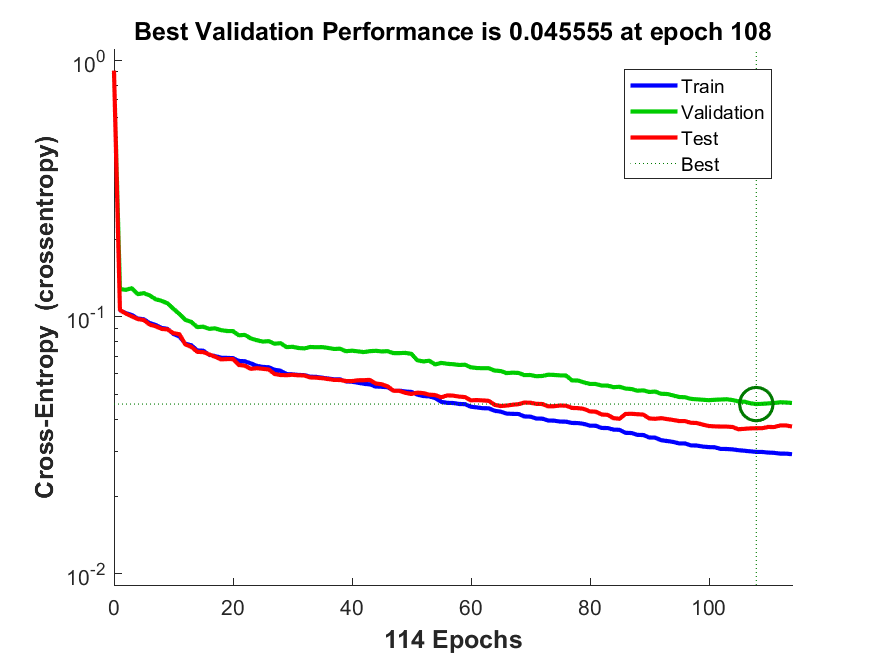 Best Validation Performance is 0.045555 at epoch 108
Cross-Entropy (crossentropy)
10^0
10^-1
10^-2
Train
Validation
Test
Best
0 20 40 60 80 100
114 Epochs